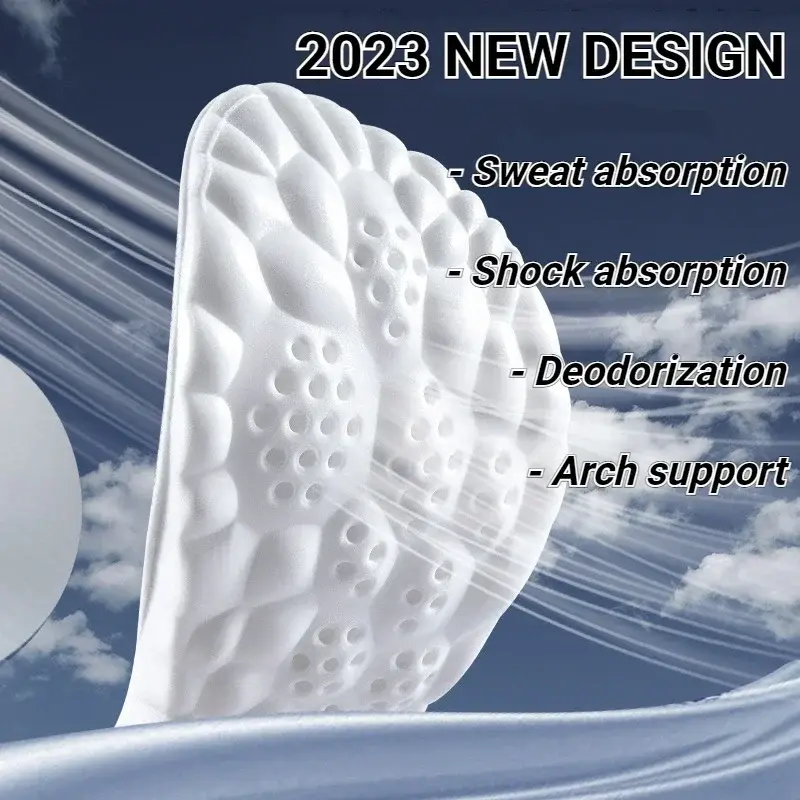 2023 NEW DESIGN
- Sweat absorption
- Shock absorption
- Deodorization
- Arch support